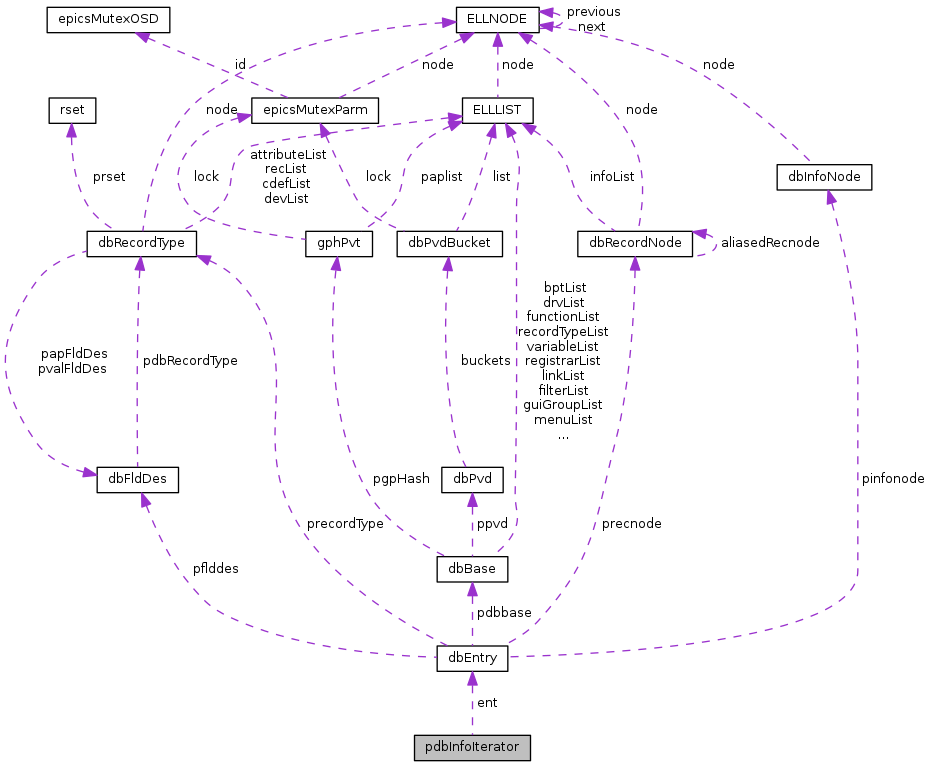 epicsMutexOSD
ELLNODE
previous
next
id
node
node
node
rset
node
epicsMutexParm
ELLLIST
node
prset
attributeList
recList
cdefList
devList
lock
lock
paplist
list
infoList
dbInfoNode
dbRecordType
gphPvt
dbPvdBucket
dbRecordNode
aliasedRecnode
papFldDes
pvalFldDes
pdbRecordType
buckets
bptList
drvList
functionList
recordTypeList
variableList
registrarList
linkList
filterList
guiGroupList
menuList
...
dbFldDes
pgpHash
dbPvd
pinfonode
precordType
ppvd
precnode
pflddes
dbBase
pdbbase
dbEntry
ent
pdbInfoIterator